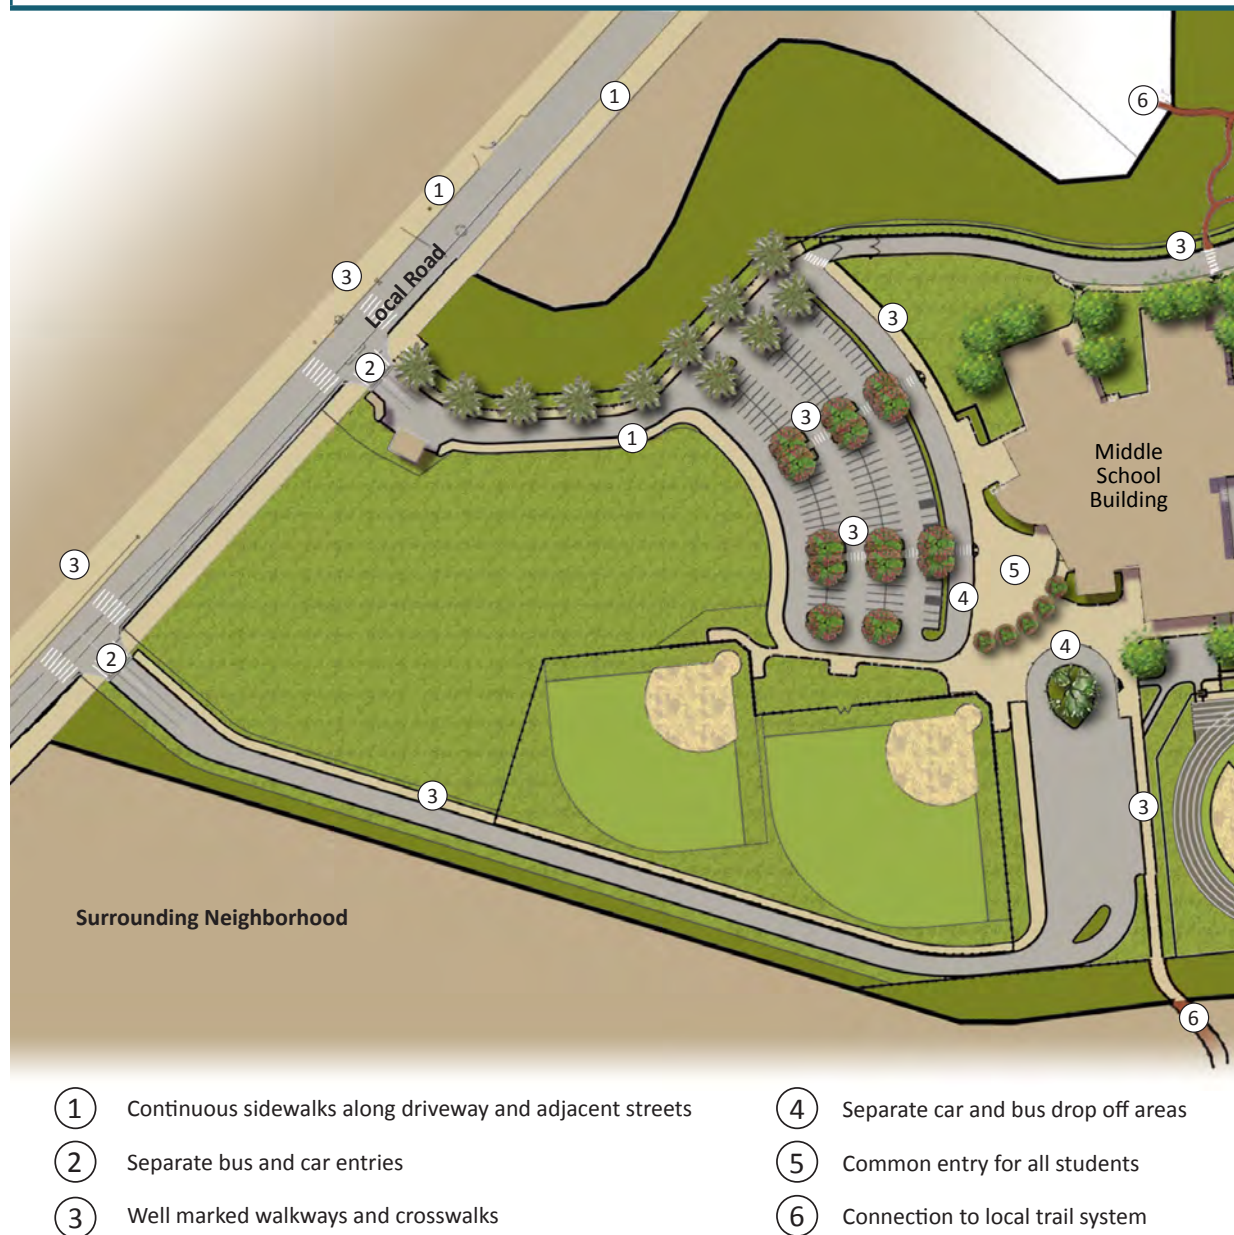 1
6
1
3
3
Local Road
3
2
3
1
Middle
School
Building
3
3
5
4
4
2
3
3
Surrounding Neighborhood
6
1 Continuous sidewalks along driveway and adjacent streets
2 Separate bus and car entries
3 Well marked walkways and crosswalks
4 Separate car and bus drop off areas
5 Common entry for all students
6 Connection to local trail system